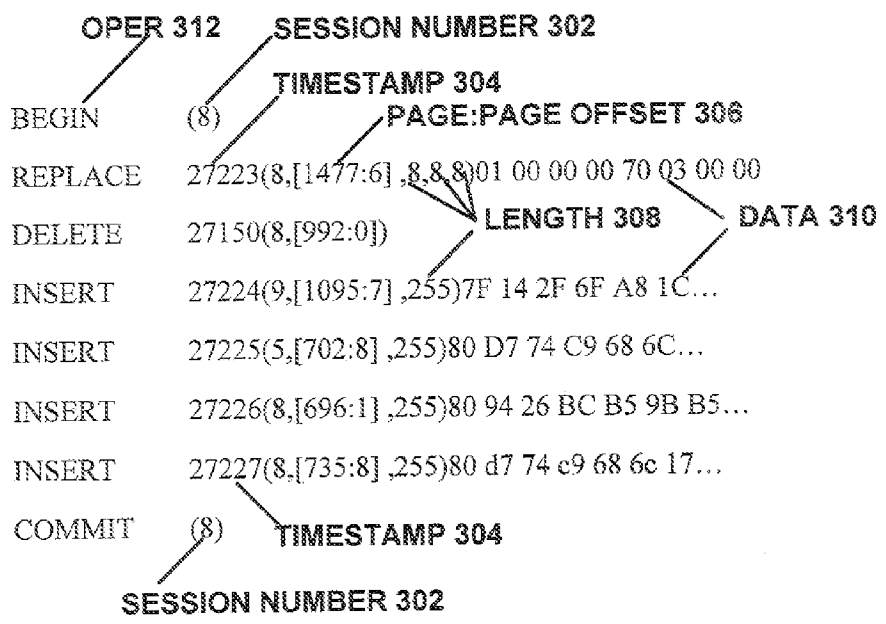 OPER 312 SESSION NUMBER 302
TIMESTAMP 304
BEGIN (8) PAGE:PAGE OFFSET 306
REPLACE 27223(8,[1477:6] ,8,8,8)01 00 00 00 70 03 00 00
LENGTH 308 DATA 310
DELETE 27150(8,[992:0])
INSERT 27224(9,[1095:7] ,255)7F 14 2F 6F A8 1C...
INSERT 27225(5,[702:8] ,255)80 D7 74 C9 68 6C...
INSERT 27226(8,[696:1] ,255)80 94 26 BC B5 9B B5...
INSERT 27227(8,[735:8] ,255)80 d7 74 c9 68 6c 17...
COMMIT (8) TIMESTAMP 304
SESSION NUMBER 302